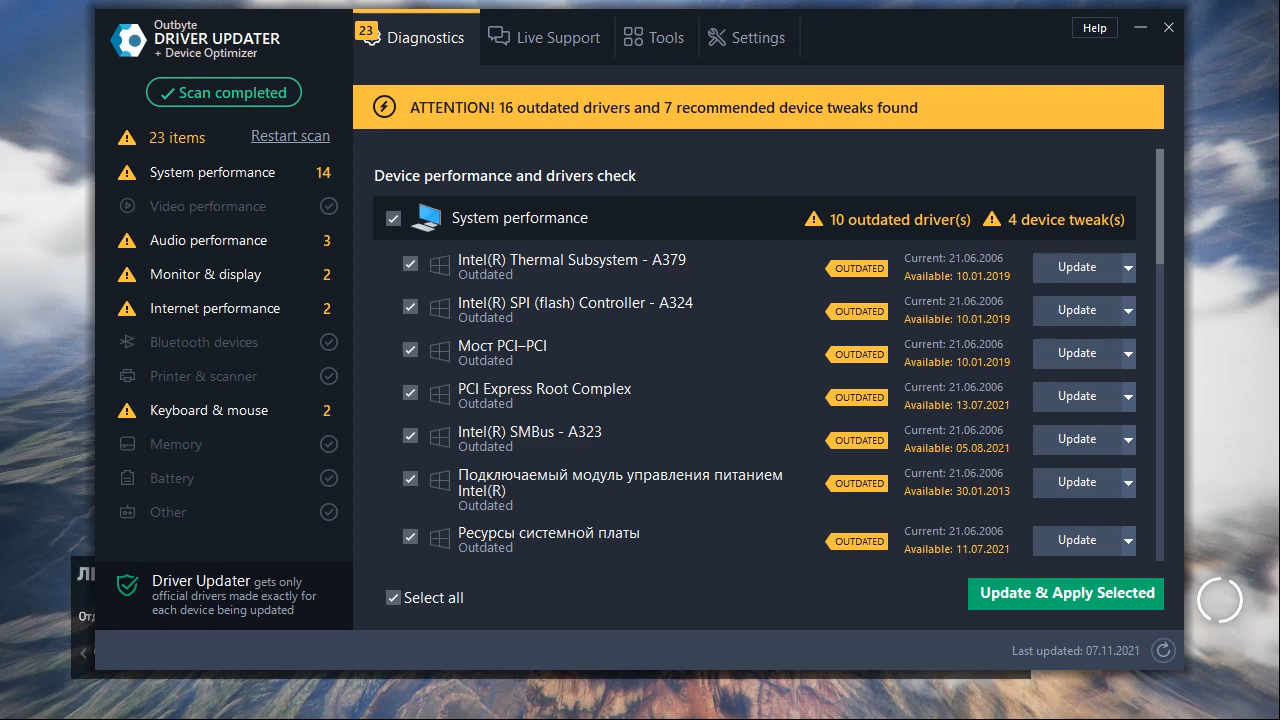 Outbyte
DRIVER UPDATER
+ Device Optimizer
23
Diagnostics
Live Support
Tools
Settings
Help
Scan completed
23 items
Restart scan
System performance 14
Video performance
Audio performance 3
Monitor & display 2
Internet performance 2
Bluetooth devices
Printer & scanner
Keyboard & mouse 2
Memory
Battery
Other
Driver Updater gets only
official drivers made exactly for
each device being updated
ATTENTION! 16 outdated drivers and 7 recommended device tweaks found
Device performance and drivers check
System performance
10 outdated driver(s)
4 device tweak(s)
Intel(R) Thermal Subsystem - A379
Outdated
OUTDATED
Current: 21.06.2006
Available: 10.01.2019
Update
Intel(R) SPI (flash) Controller - A324
Outdated
OUTDATED
Current: 21.06.2006
Available: 10.01.2019
Update
Мост PCI–PCI
Outdated
OUTDATED
Current: 21.06.2006
Available: 10.01.2019
Update
PCI Express Root Complex
Outdated
OUTDATED
Current: 21.06.2006
Available: 13.07.2021
Update
Intel(R) SMBus - A323
Outdated
OUTDATED
Current: 21.06.2006
Available: 05.08.2021
Update
Подключаемый модуль управления питанием
Intel(R)
Outdated
OUTDATED
Current: 21.06.2006
Available: 30.01.2013
Update
Ресурсы системной платы
Outdated
OUTDATED
Current: 21.06.2006
Available: 11.07.2021
Update
Select all
Update & Apply Selected
Last updated: 07.11.2021